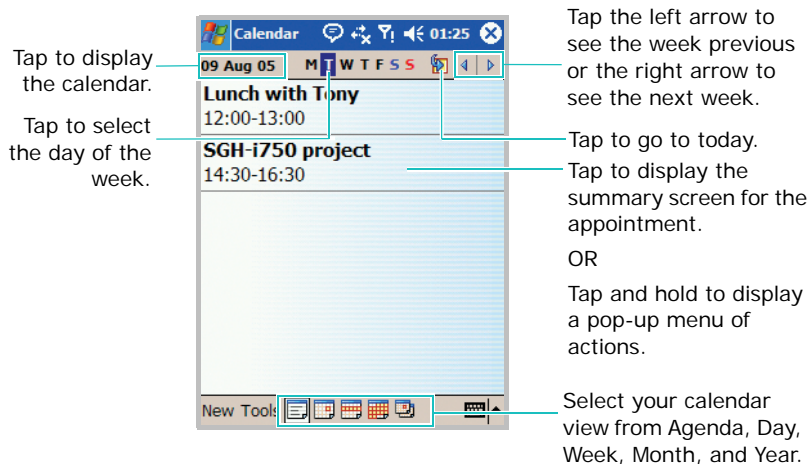 Calendar 01:25
09 Aug 05 M T W T F S S
Lunch with Tony
12:00-13:00
SGH-i750 project
14:30-16:30
New Tools
Tap to display
the calendar.
Tap to select
the day of the
week.
Tap the left arrow to
see the week previous
or the right arrow to
see the next week.
Tap to go to today.
Tap to display the
summary screen for the
appointment.
OR
Tap and hold to display
a pop-up menu of
actions.
Select your calendar
view from Agenda, Day,
Week, Month, and Year.